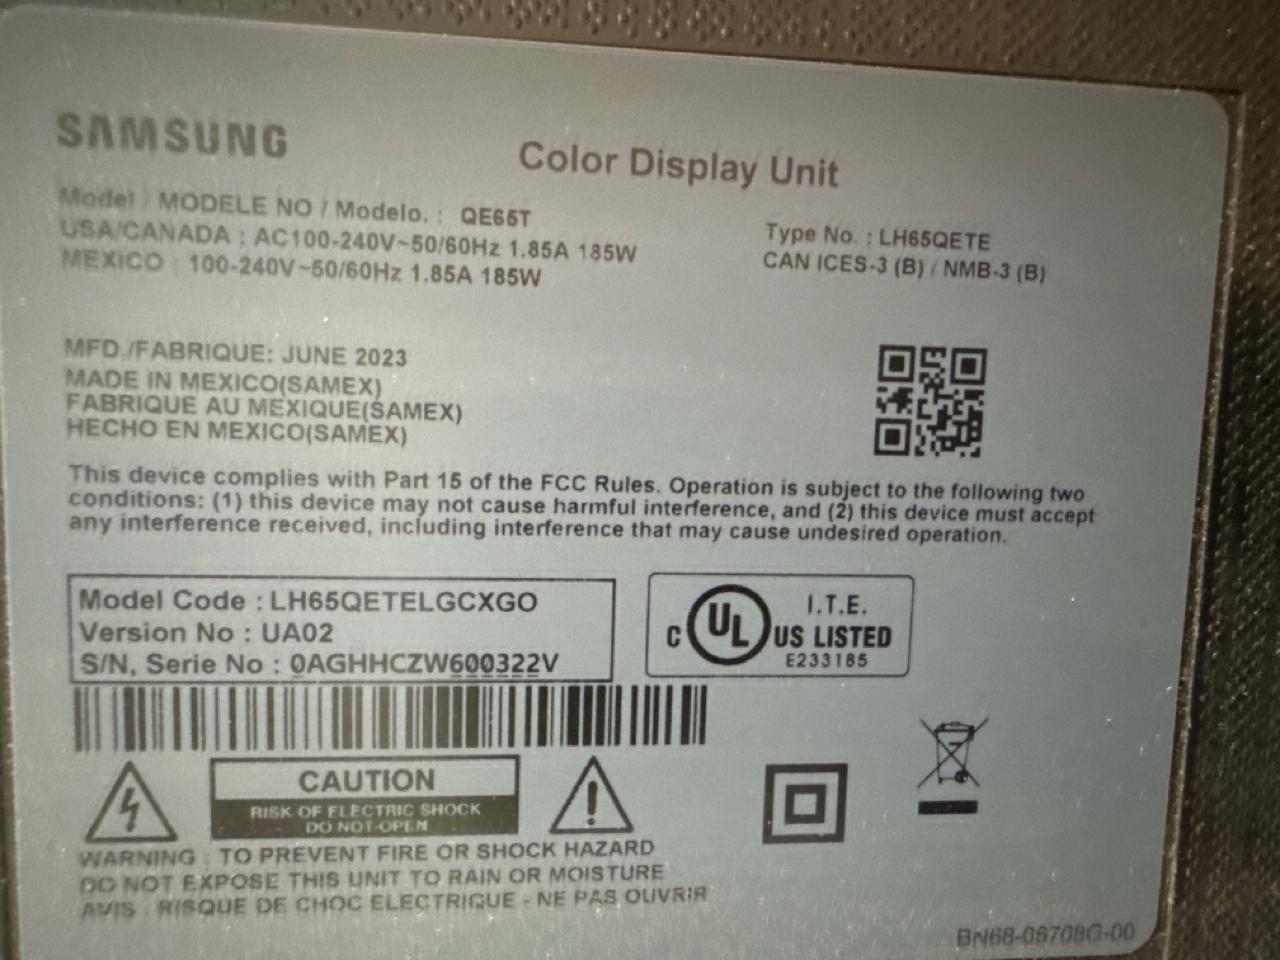 SAMSUNG
Color Display Unit
Model / MODELE NO / Modelo. : QE65T
USA/CANADA : AC100-240V~50/60Hz 1.85A 185W
MEXICO : 100-240V~50/60Hz 1.85A 185W
Type No. : LH65QETE
CAN ICES-3 (B) / NMB-3 (B)
MFD./FABRIQUE: JUNE 2023
MADE IN MEXICO(SAMEX)
FABRIQUE AU MEXIQUE(SAMEX)
HECHO EN MEXICO(SAMEX)
This device complies with Part 15 of the FCC Rules. Operation is subject to the following two
conditions: (1) this device may not cause harmful interference, and (2) this device must accept
any interference received, including interference that may cause undesired operation.
Model Code : LH65QETELGCXGO
Version No : UA02
S/N, Serie No : 0AGHHCZW600322V
C UL US LISTED
I.T.E.
E233185
CAUTION
RISK OF ELECTRIC SHOCK
DO NOT OPEN
WARNING : TO PREVENT FIRE OR SHOCK HAZARD
DO NOT EXPOSE THIS UNIT TO RAIN OR MOISTURE
AVIS : RISQUE DE CHOC ELECTRIQUE - NE PAS OUVRIR
BN68-08708G-00